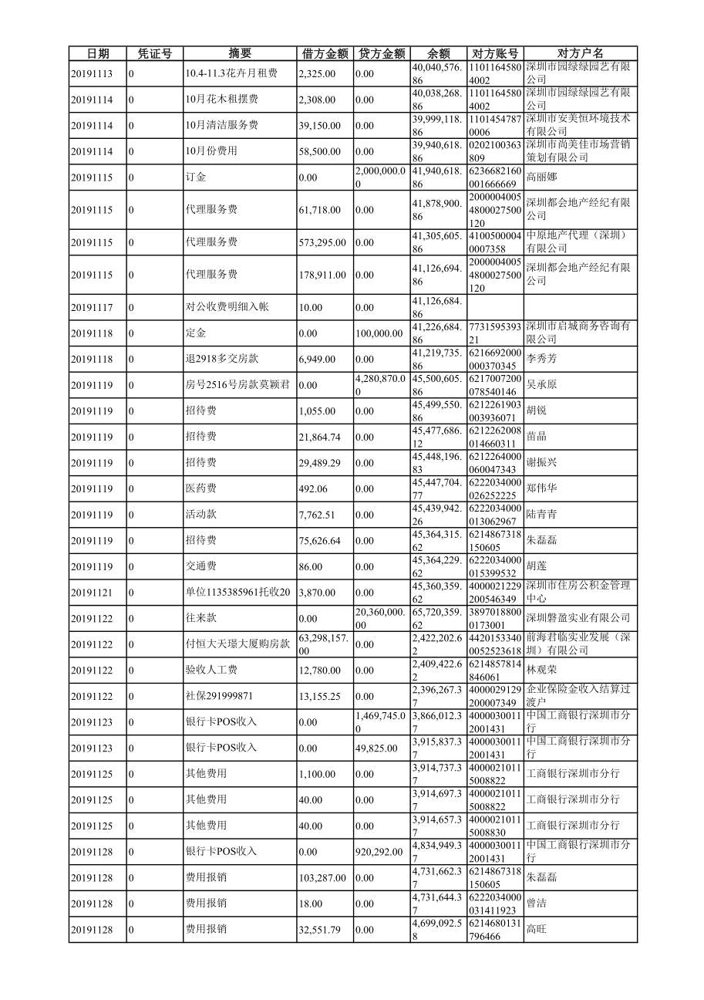 日期 凭证号 摘要 借方金额 贷方金额 余额 对方账号 对方户名
20191113 0 10.4-11.3花卉月租费 2,325.00 0.00 40,040,576.86 11011645804002 深圳市园绿绿园艺有限公司
20191114 0 10月花木租摆费 2,308.00 0.00 40,038,268.86 11011645804002 深圳市园绿绿园艺有限公司
20191114 0 10月清洁服务费 39,150.00 0.00 39,999,118.86 11014547870006 深圳市安美恒环境技术有限公司
20191114 0 10月份费用 58,500.00 0.00 39,940,618.86 0202100363809 深圳市尚美佳市场营销策划有限公司
20191115 0 订金 0.00 2,000,000.00 41,940,618.86 6236682160001666669 高丽娜
20191115 0 代理服务费 61,718.00 0.00 41,878,900.86 20000040054800027500120 深圳都会地产经纪有限公司
20191115 0 代理服务费 573,295.00 0.00 41,305,605.86 41005000040007358 中原地产代理（深圳）有限公司
20191115 0 代理服务费 178,911.00 0.00 41,126,694.86 20000040054800027500120 深圳都会地产经纪有限公司
20191117 0 对公收费明细入帐 10.00 0.00 41,126,684.86
20191118 0 定金 0.00 100,000.00 41,226,684.86 773159539321 深圳市启城商务咨询有限公司
20191118 0 退2918多交房款 6,949.00 0.00 41,219,735.86 6216692000000370345 李秀芳
20191119 0 房号2516号房款莫颖君 0.00 4,280,870.00 45,500,605.86 6217007200078540146 吴承原
20191119 0 招待费 1,055.00 0.00 45,499,550.86 6212261903003936071 胡锐
20191119 0 招待费 21,864.74 0.00 45,477,686.12 6212262008014660311 苗晶
20191119 0 招待费 29,489.29 0.00 45,448,196.83 6212264000060047343 谢振兴
20191119 0 医药费 492.06 0.00 45,447,704.77 6222034000026252225 郑伟华
20191119 0 活动款 7,762.51 0.00 45,439,942.26 6222034000013062967 陆青青
20191119 0 招待费 75,626.64 0.00 45,364,315.62 6214867318150605 朱磊磊
20191119 0 交通费 86.00 0.00 45,364,229.62 6222034000015399532 胡莲
20191121 0 单位1135385961托收20 3,870.00 0.00 45,360,359.62 4000021229200546349 深圳市住房公积金管理中心
20191122 0 往来款 0.00 20,360,000.00 65,720,359.62 38970188000173001 深圳磐盈实业有限公司
20191122 0 付恒大天璟大厦购房款 63,298,157.00 0.00 2,422,202.62 44201533400052523618 前海君临实业发展（深圳）有限公司
20191122 0 验收人工费 12,780.00 0.00 2,409,422.62 6214857814846061 林观荣
20191122 0 社保291999871 13,155.25 0.00 2,396,267.37 4000029129200007349 企业保险金收入结算过渡户
20191123 0 银行卡POS收入 0.00 1,469,745.00 3,866,012.37 40000300112001431 中国工商银行深圳市分行
20191123 0 银行卡POS收入 0.00 49,825.00 3,915,837.37 40000300112001431 中国工商银行深圳市分行
20191125 0 其他费用 1,100.00 0.00 3,914,737.37 40000210115008822 工商银行深圳市分行
20191125 0 其他费用 40.00 0.00 3,914,697.37 40000210115008822 工商银行深圳市分行
20191125 0 其他费用 40.00 0.00 3,914,657.37 40000210115008830 工商银行深圳市分行
20191128 0 银行卡POS收入 0.00 920,292.00 4,834,949.37 40000300112001431 中国工商银行深圳市分行
20191128 0 费用报销 103,287.00 0.00 4,731,662.37 6214867318150605 朱磊磊
20191128 0 费用报销 18.00 0.00 4,731,644.37 6222034000031411923 曾洁
20191128 0 费用报销 32,551.79 0.00 4,699,092.58 6214680131796466 高旺